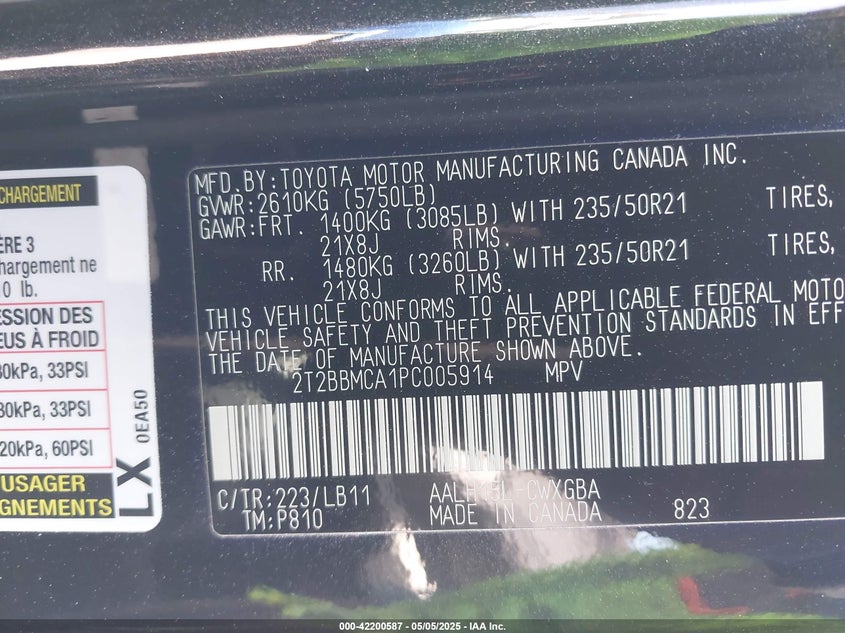 CHARGEMENT
ÈRE 3
hargement ne
0 lb.
ESSION DES
EUS À FROID
30kPa, 33PSI
30kPa, 33PSI
20kPa, 60PSI
USAGER
IGNEMENTS
LX
0EA50
MFD.BY:TOYOTA MOTOR MANUFACTURING CANADA INC.
GVWR:2610KG (5750LB)
GAWR:FRT. 1400KG (3085LB) WITH 235/50R21 TIRES,
21X8J RIMS.
RR. 1480KG (3260LB) WITH 235/50R21 TIRES,
21X8J RIMS.
THIS VEHICLE CONFORMS TO ALL APPLICABLE FEDERAL MOTO
VEHICLE SAFETY AND THEFT PREVENTION STANDARDS IN EFF
THE DATE OF MANUFACTURE SHOWN ABOVE.
2T2BBMCA1PC005914 MPV
C/TR:223/LB11
TM:P810 MADE IN CANADA 823
000-42200587 - 05/05/2025 - IAA Inc.